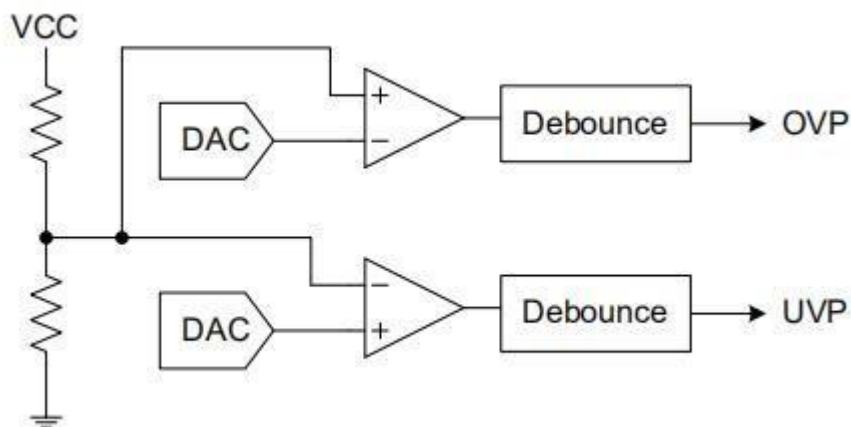 VCC
+
DAC
−
Debounce
OVP
−
DAC
+
Debounce
UVP